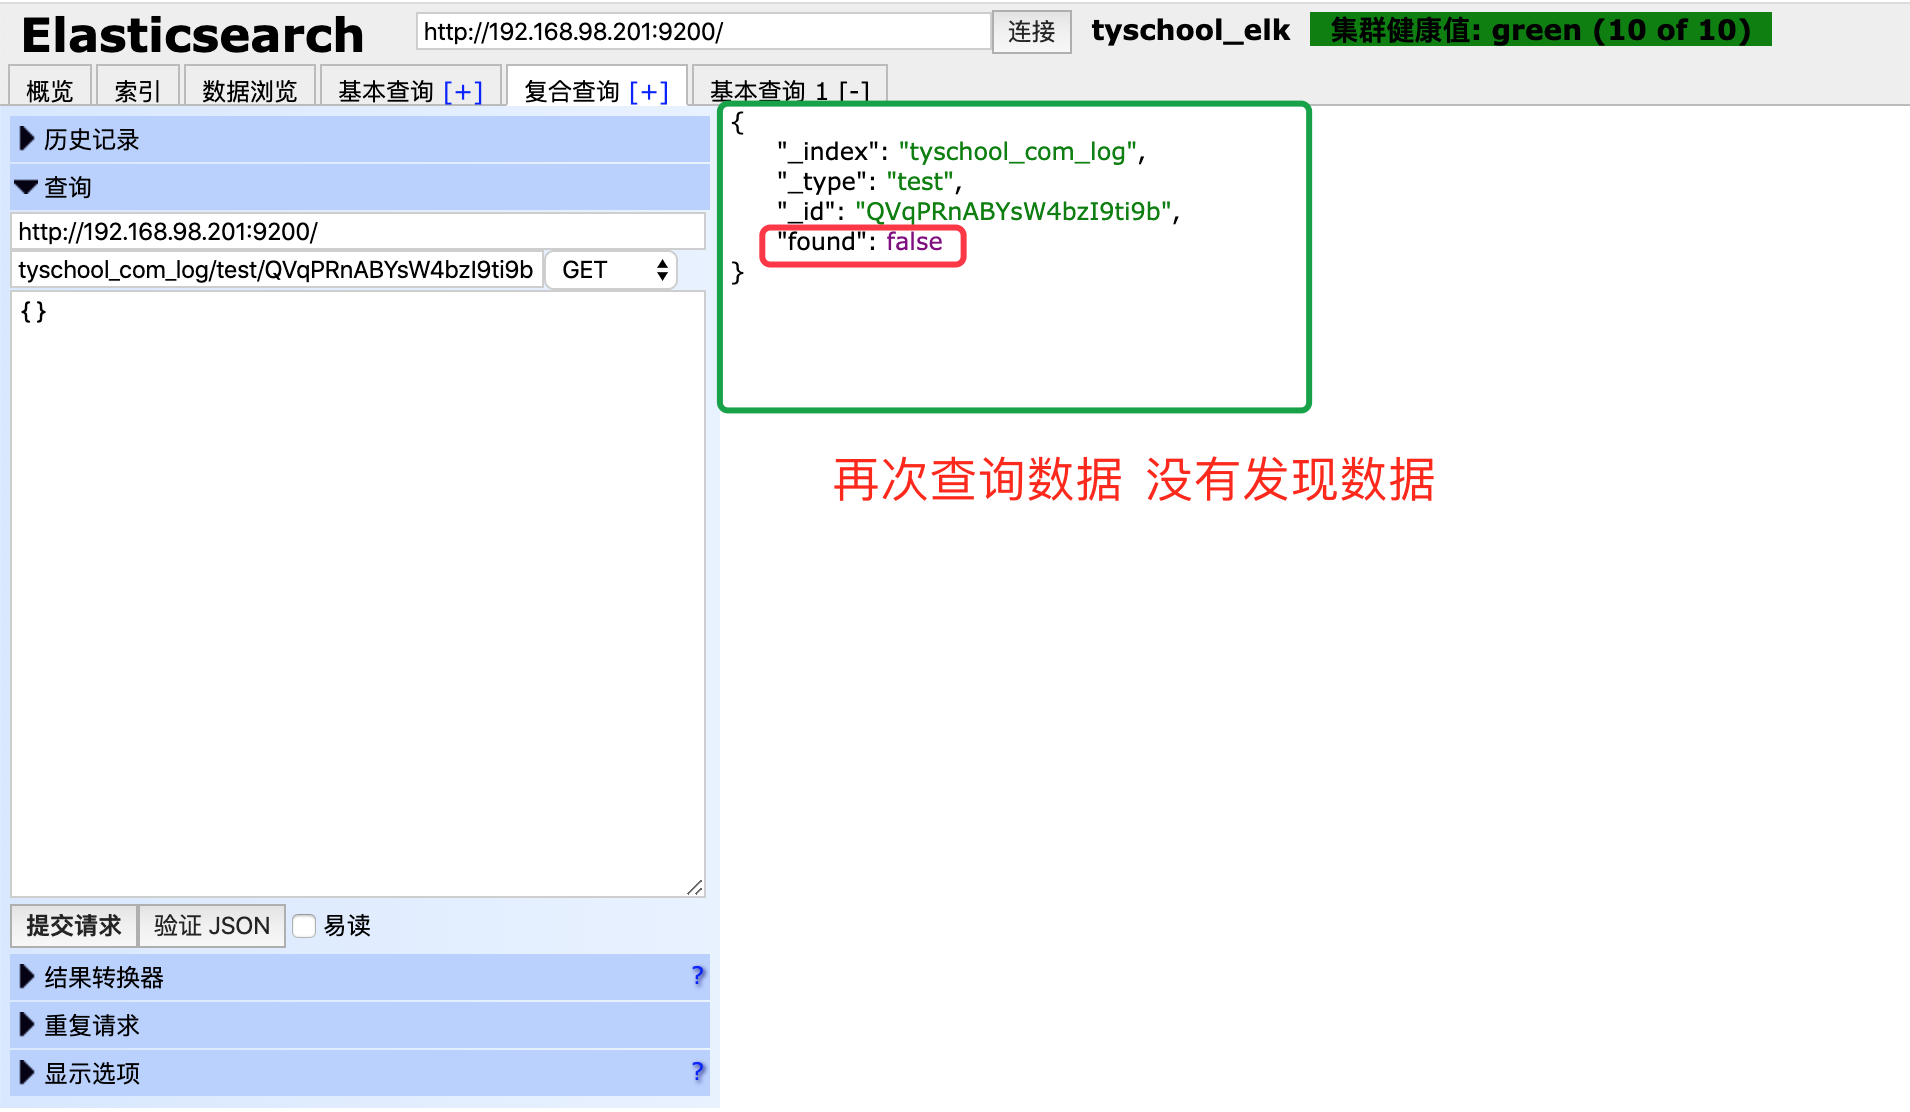 Elasticsearch
http://192.168.98.201:9200/
连接
tyschool_elk
集群健康值: green (10 of 10)
概览
索引
数据浏览
基本查询 [+]
复合查询 [+]
基本查询 1 [-]
历史记录
查询
http://192.168.98.201:9200/
tyschool_com_log/test/QVqPRnABYsW4bzI9ti9b
GET
{}
提交请求
验证 JSON
易读
结果转换器 ?
重复请求
显示选项 ?
{
"_index": "tyschool_com_log",
"_type": "test",
"_id": "QVqPRnABYsW4bzI9ti9b",
"found": false
}
再次查询数据 没有发现数据